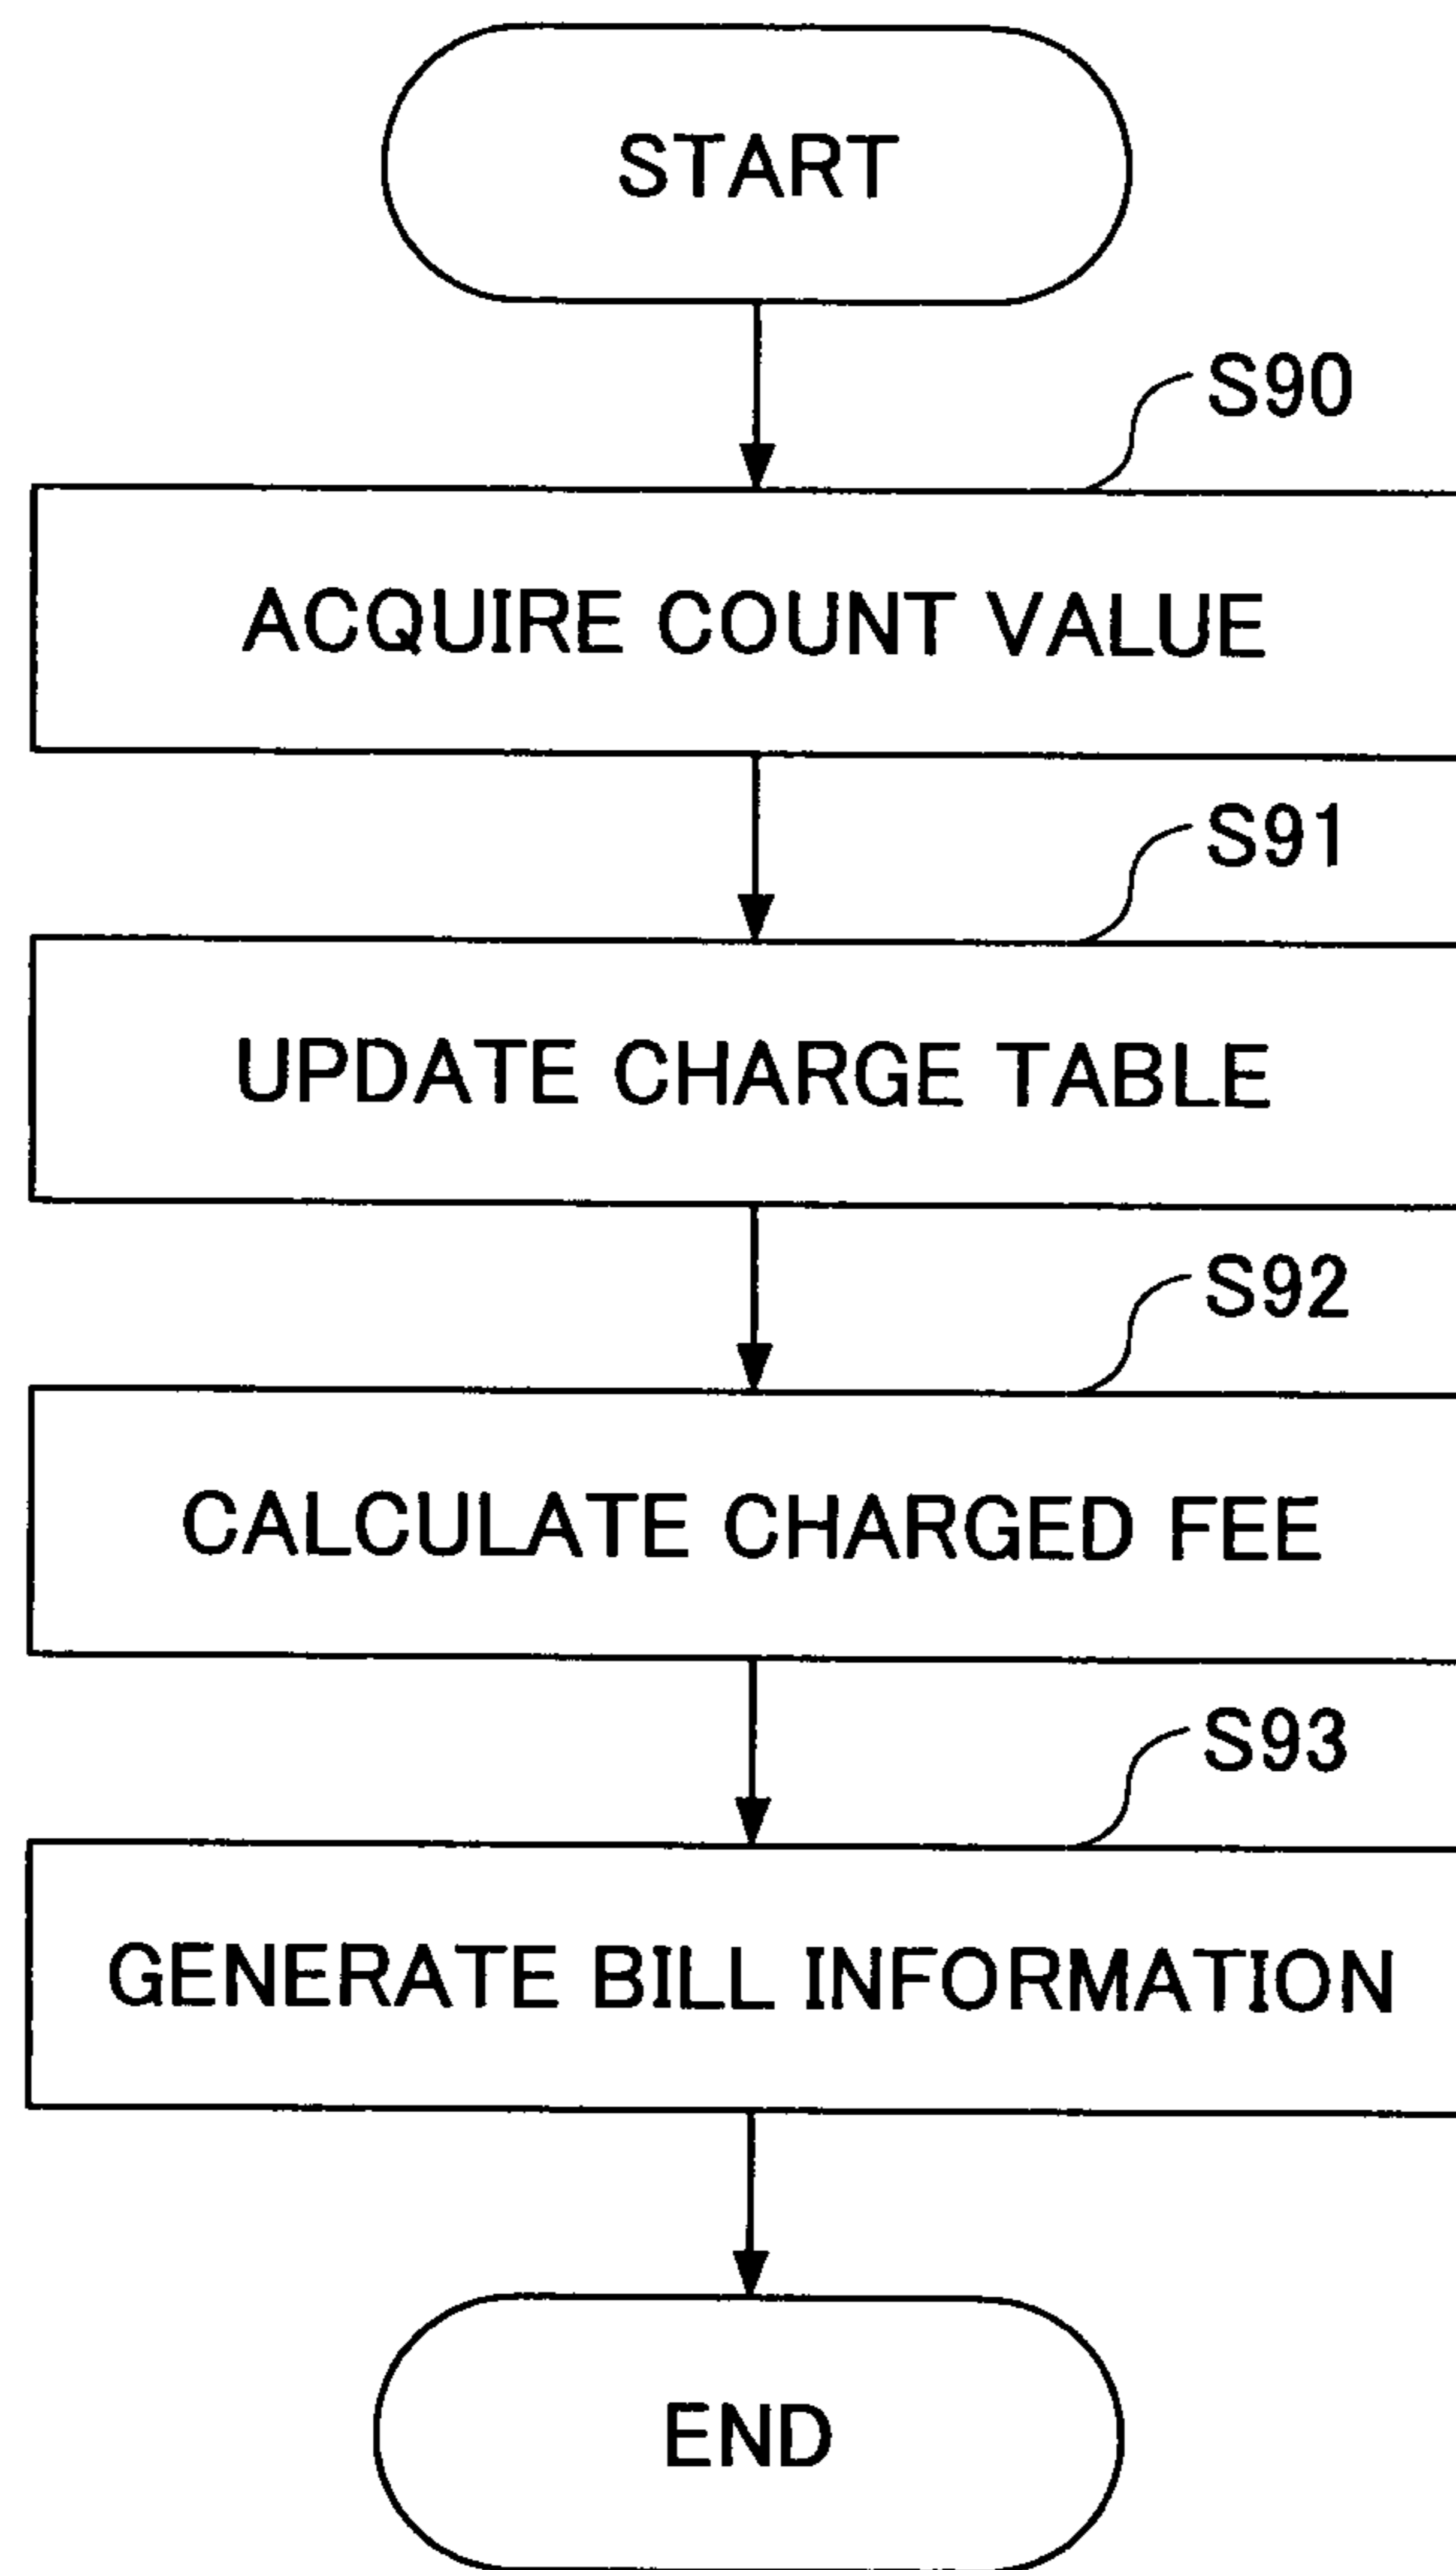 START
S90
ACQUIRE COUNT VALUE
S91
UPDATE CHARGE TABLE
S92
CALCULATE CHARGED FEE
S93
GENERATE BILL INFORMATION
END